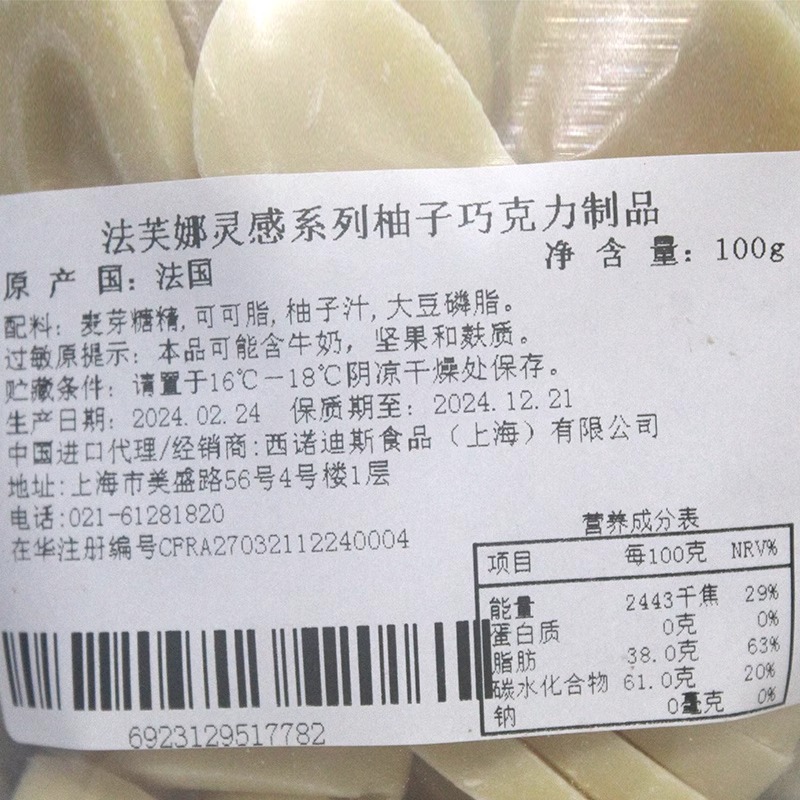 法芙娜灵感系列柚子巧克力制品
净 含 量：100g
原 产 国：法国
配料：麦芽糖精,可可脂,柚子汁,大豆磷脂。
过敏原提示：本品可能含牛奶，坚果和麸质。
贮藏条件：请置于16℃－18℃阴凉干燥处保存。
生产日期：2024.02.24 保质期至：2024.12.21
中国进口代理/经销商:西诺迪斯食品（上海）有限公司
地址:上海市美盛路56号4号楼1层
电话:021-61281820
在华注册编号CFRA27032112240004
营养成分表
项目 每100克 NRV%
能量 2443千焦 29%
蛋白质 0克 0%
脂肪 38.0克 63%
碳水化合物 61.0克 20%
钠 0毫克 0%
6923129517782